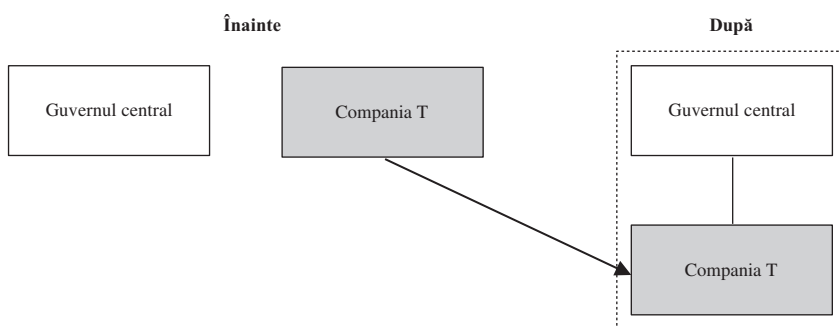 Înainte
După
Guvernul central
Compania T
Guvernul central
Compania T